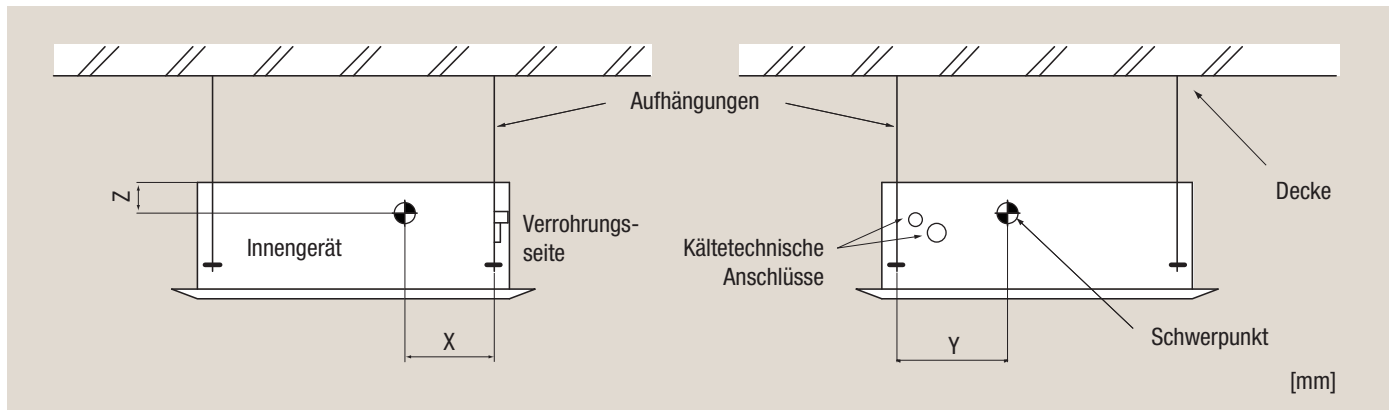 Aufhängungen
Z
Innengerät
Verrohrungs-
seite
X
Decke
Kältetechnische
Anschlüsse
Y
Schwerpunkt
[mm]